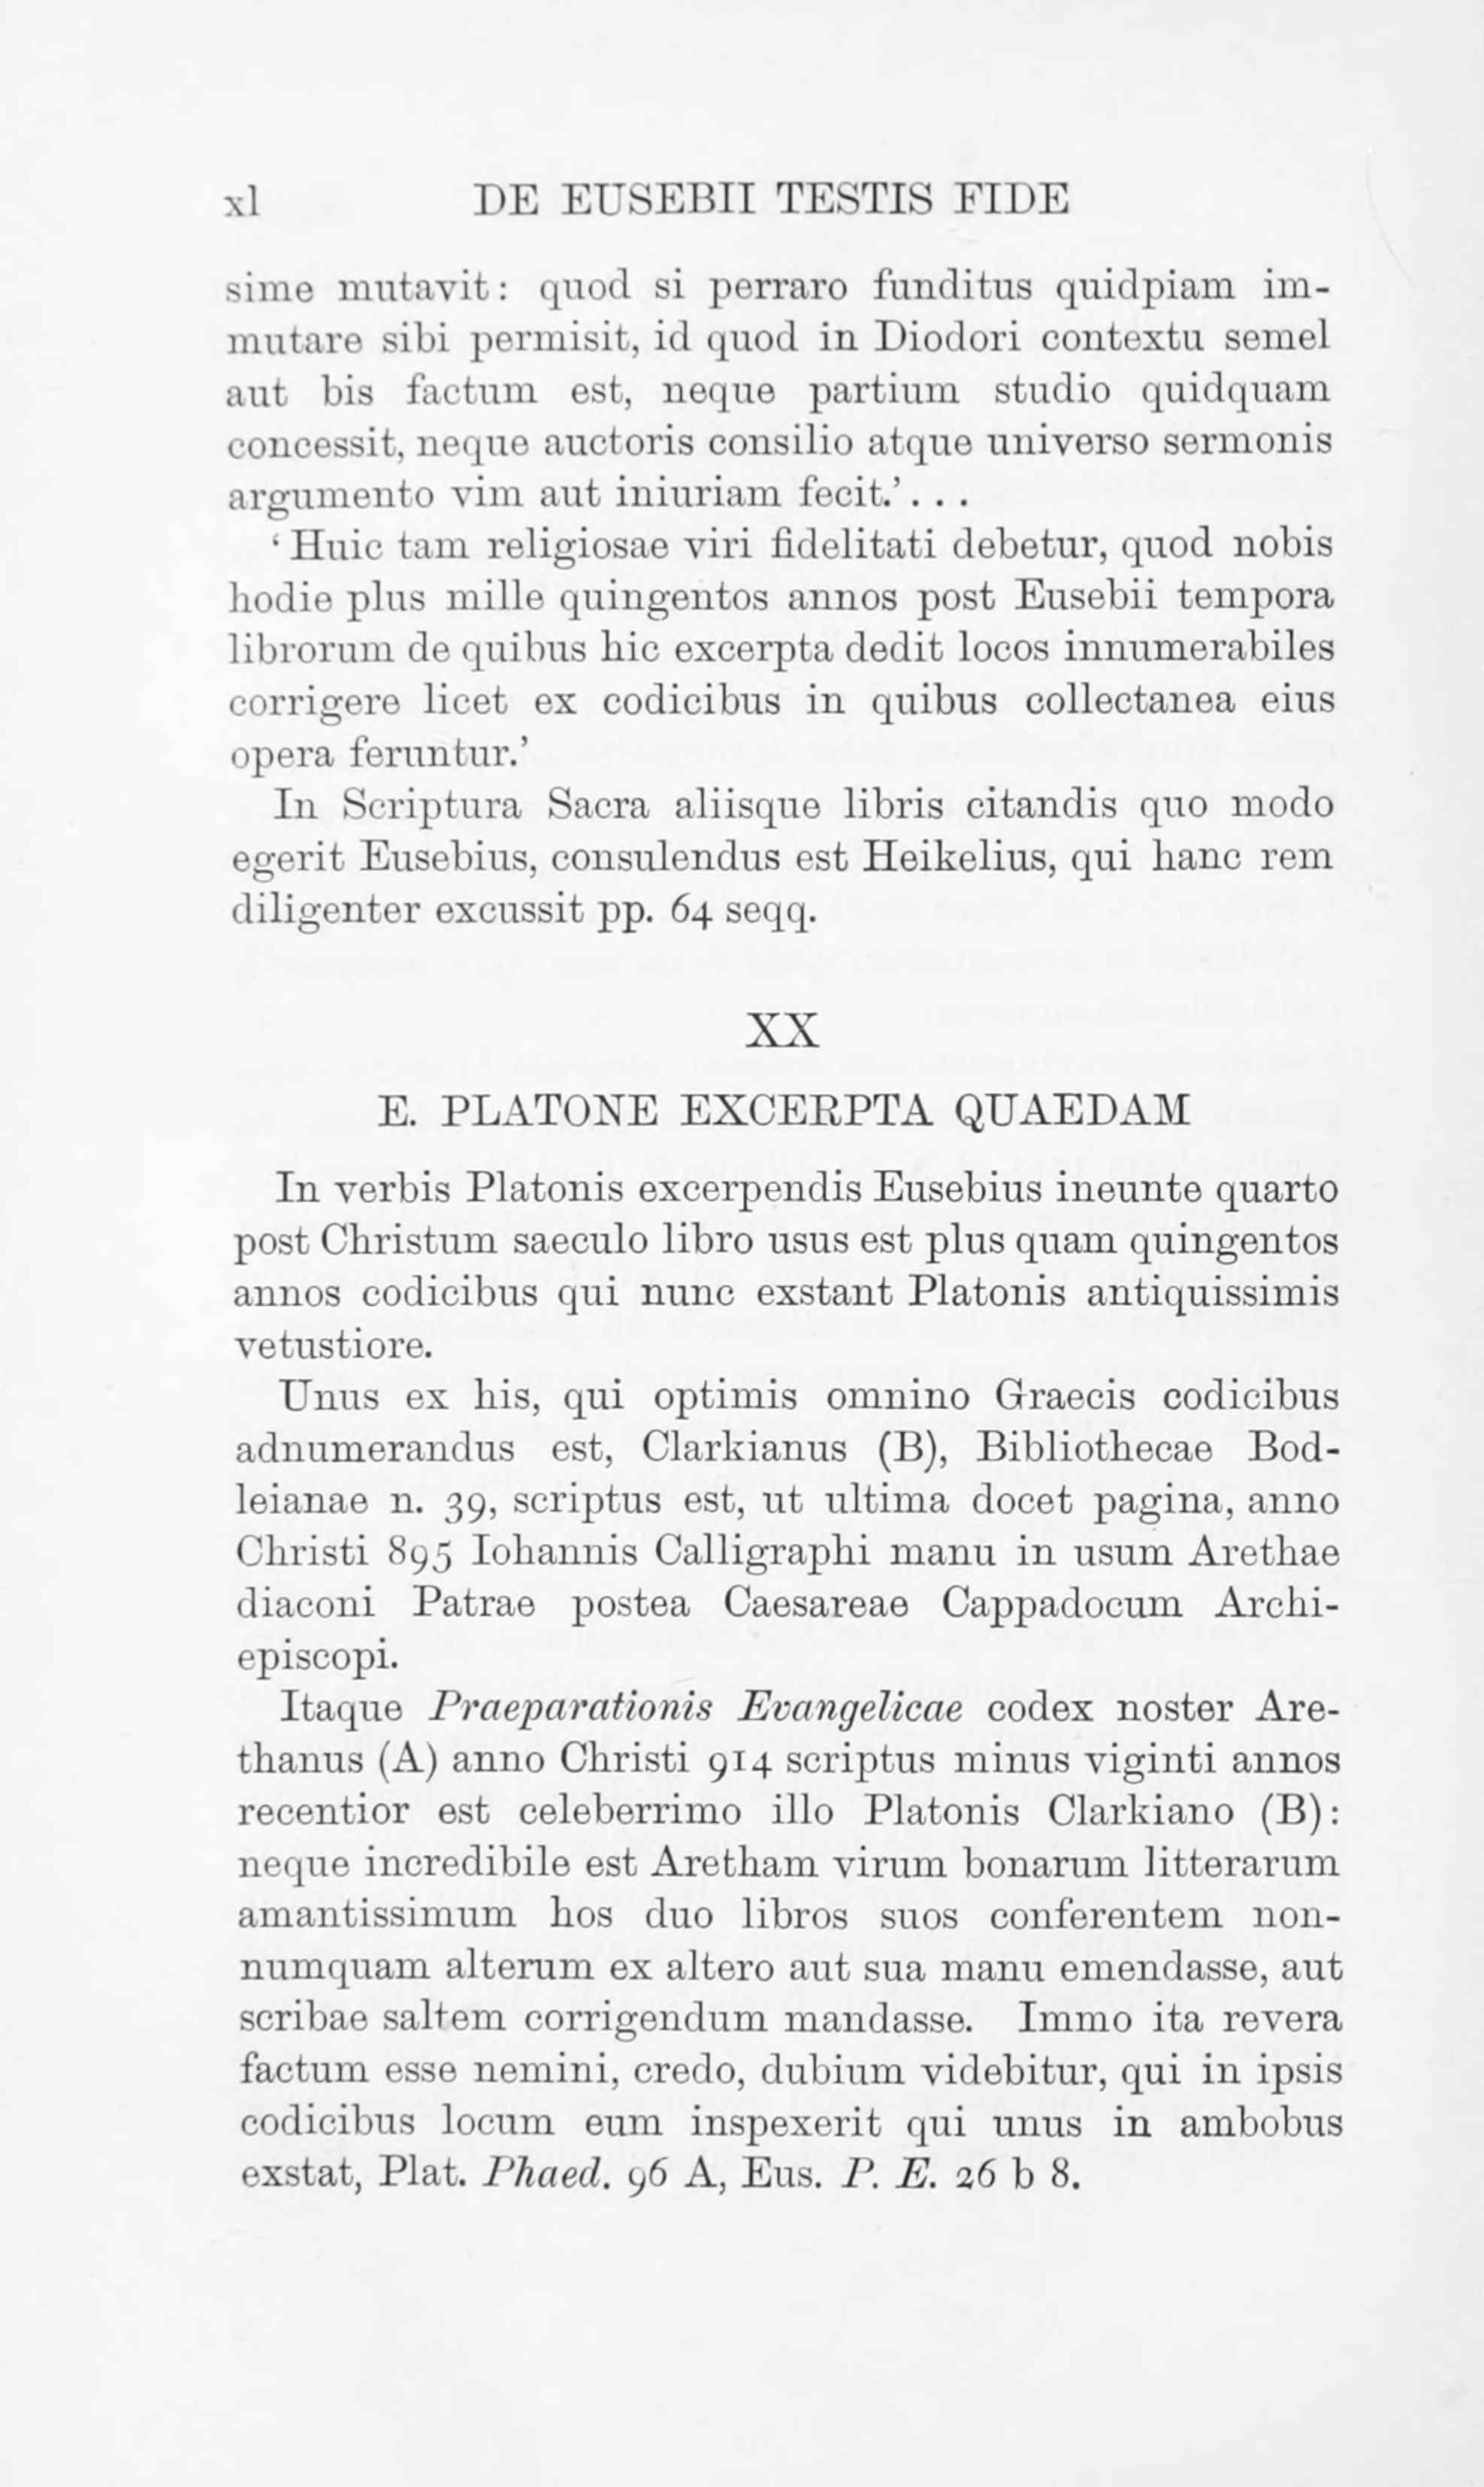 xl DE EUSEBII TESTIS FIDE
sime mutavit: quod si perraro funditus quidpiam im-
mutare sibi permisit, id quod in Diodori contextu semel
aut bis factum est, neque partium studio quidquam
concessit, neque auctoris consilio atque universo sermonis
argumento vim aut iniuriam fecit.’ . . .
‘Huic tam religiosae viri fidelitati debetur, quod nobis
hodie plus mille quingentos annos post Eusebii tempora
librorum de quibus hic excerpta dedit locos innumerabiles
corrigere licet ex codicibus in quibus collectanea eius
opera feruntur.’
In Scriptura Sacra aliisque libris citandis quo modo
egerit Eusebius, consulendus est Heikelius, qui hanc rem
diligenter excussit pp. 64 seqq.
XX
E. PLATONE EXCERPTA QUAEDAM
In verbis Platonis excerpendis Eusebius ineunte quarto
post Christum saeculo libro usus est plus quam quingentos
annos codicibus qui nunc exstant Platonis antiquissimis
vetustiore.
Unus ex his, qui optimis omnino Graecis codicibus
adnumerandus est, Clarkianus (B), Bibliothecae Bod-
leianae n. 39, scriptus est, ut ultima docet pagina, anno
Christi 895 Iohannis Calligraphi manu in usum Arethae
diaconi Patrae postea Caesareae Cappadocum Archi-
episcopi.
Itaque Praeparationis Evangelicae codex noster Are-
thanus (A) anno Christi 914 scriptus minus viginti annos
recentior est celeberrimo illo Platonis Clarkiano (B):
neque incredibile est Aretham virum bonarum litterarum
amantissimum hos duo libros suos conferentem non-
numquam alterum ex altero aut sua manu emendasse, aut
scribae saltem corrigendum mandasse. Immo ita revera
factum esse nemini, credo, dubium videbitur, qui in ipsis
codicibus locum eum inspexerit qui unus in ambobus
exstat, Plat. Phaed. 96 A, Eus. P. E. 26 b 8.